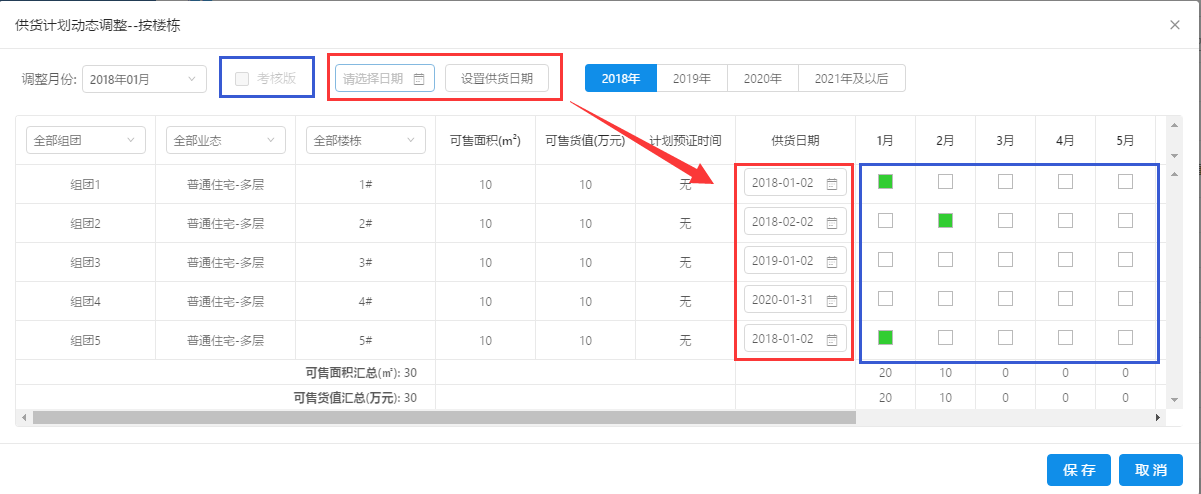 供货计划动态调整--按楼栋
调整月份: 2018年01月 考核版 请选择日期 设置供货日期 2018年 2019年 2020年 2021年及以后
全部组团 全部业态 全部楼栋 可售面积(m²) 可售货值(万元) 计划预证时间 供货日期 1月 2月 3月 4月 5月
组团1 普通住宅-多层 1# 10 10 无 2018-01-02
组团2 普通住宅-多层 2# 10 10 无 2018-02-02
组团3 普通住宅-多层 3# 10 10 无 2019-01-02
组团4 普通住宅-多层 4# 10 10 无 2020-01-31
组团5 普通住宅-多层 5# 10 10 无 2018-01-02
可售面积汇总(㎡): 30 20 10 0 0 0
可售货值汇总(万元): 30 20 10 0 0 0
保存 取消